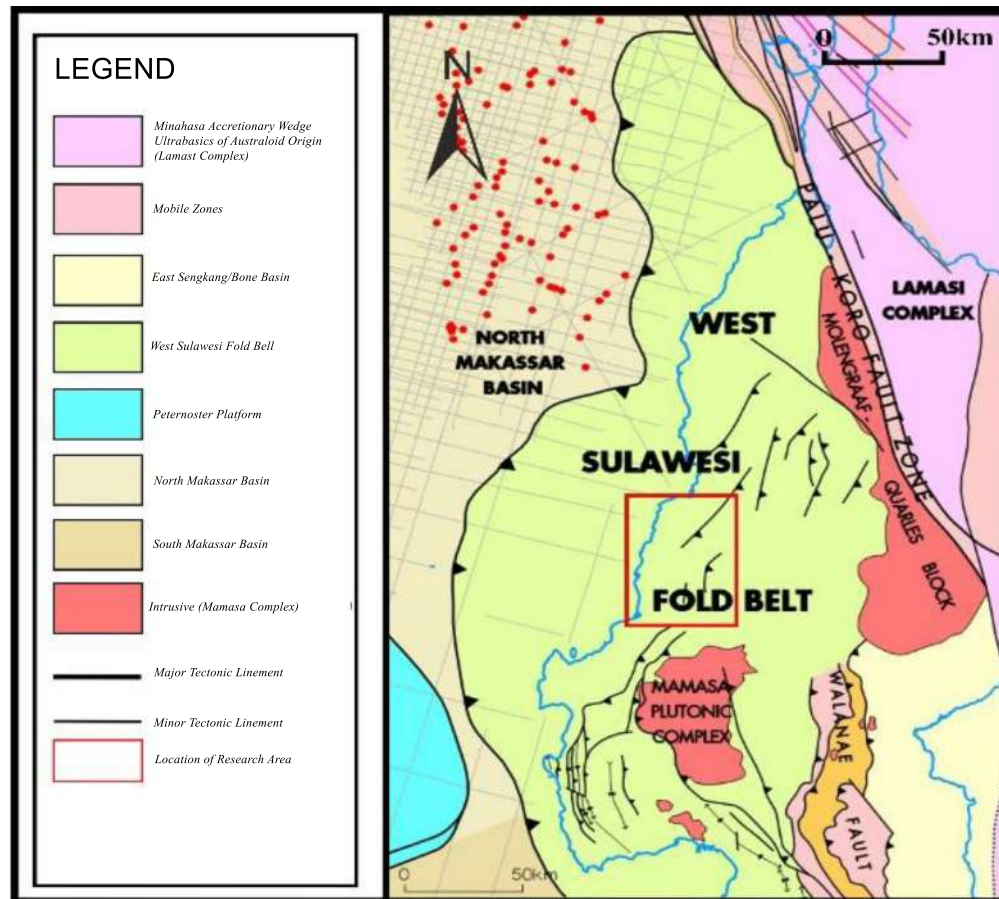 LEGEND
Minahasa Accretionary Wedge
Ultrabasics of Australoid Origin
(Lamast Complex)
Mobile Zones
East Sengkang/Bone Basin
West Sulawesi Fold Bell
Peternoster Platform
North Makassar Basin
South Makassar Basin
Intrusive (Mamasa Complex)
Major Tectonic Linement
Minor Tectonic Linement
Location of Research Area
N
0 50km
PALU - KORO FAULT ZONE
LAMASI
COMPLEX
NORTH
MAKASSAR
BASIN
WEST
SULAWESI
FOLD BELT
MOLENGRAAF -
QUARLES
BLOCK
MAMASA
PLUTONIC
COMPLEX
WALANAE
FAULT
0 50km